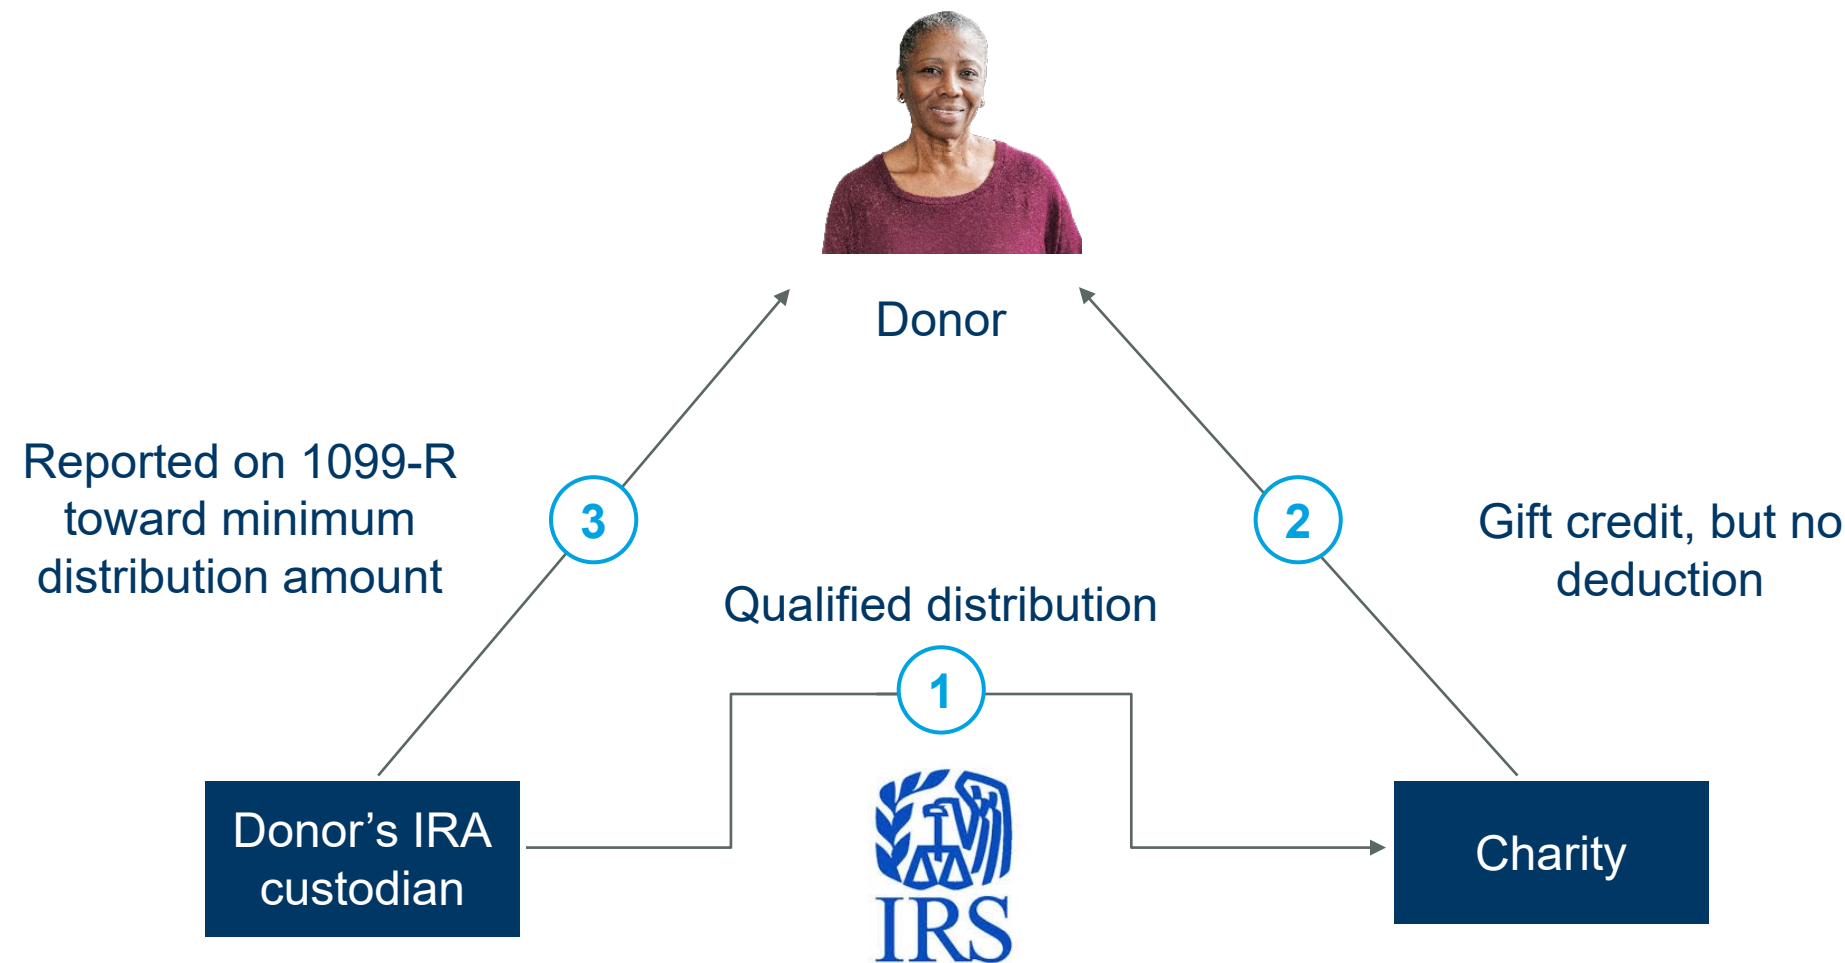 Donor
Reported on 1099-R
toward minimum
distribution amount
3
2
Gift credit, but no
deduction
Qualified distribution
1
Donor’s IRA
custodian
IRS
Charity